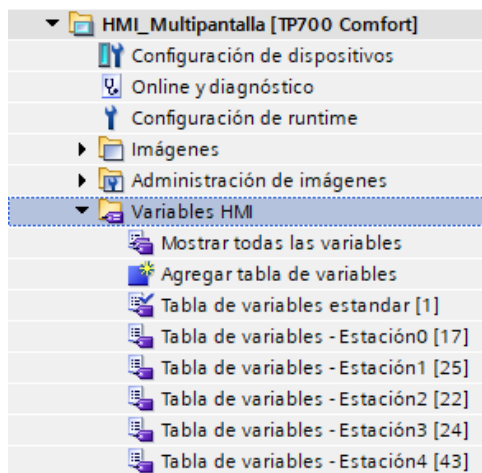 HMI_Multipantalla [TP700 Comfort]
Configuración de dispositivos
Online y diagnóstico
Configuración de runtime
Imágenes
Administración de imágenes
Variables HMI
Mostrar todas las variables
Agregar tabla de variables
Tabla de variables estandar [1]
Tabla de variables - Estación0 [17]
Tabla de variables - Estación1 [25]
Tabla de variables - Estación2 [22]
Tabla de variables - Estación3 [24]
Tabla de variables - Estación4 [43]